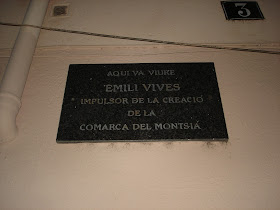 3
AQUI VA VIURE
EMILI VIVES
IMPULSOR DE LA CREACIÓ
DE LA
COMARCA DEL MONTSIÀ